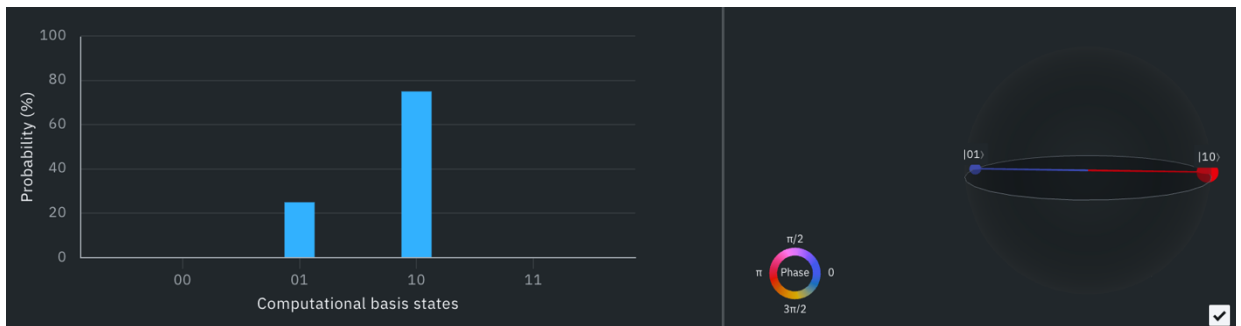 100
80
60
40
20
0
Probability (%)
00 01 10 11
Computational basis states
|01⟩
|10⟩
π/2
π Phase 0
3π/2